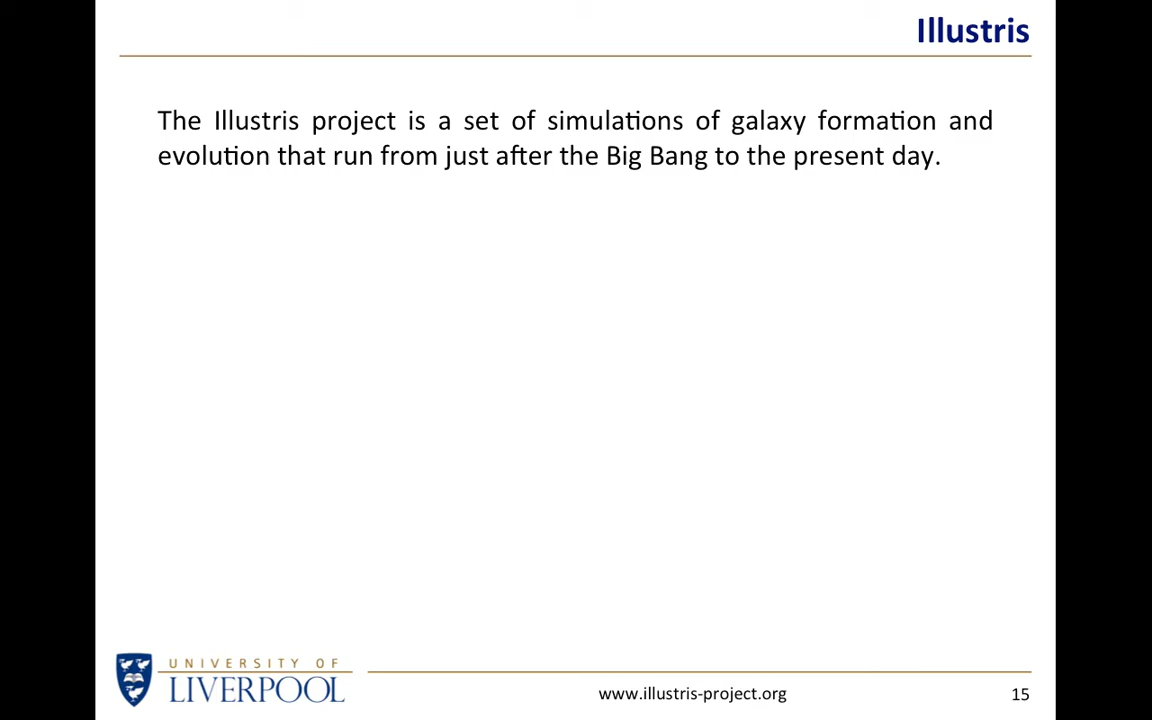 Illustris
The Illustris project is a set of simulations of galaxy formation and
evolution that run from just after the Big Bang to the present day.
UNIVERSITY OF
LIVERPOOL
www.illustris-project.org
15